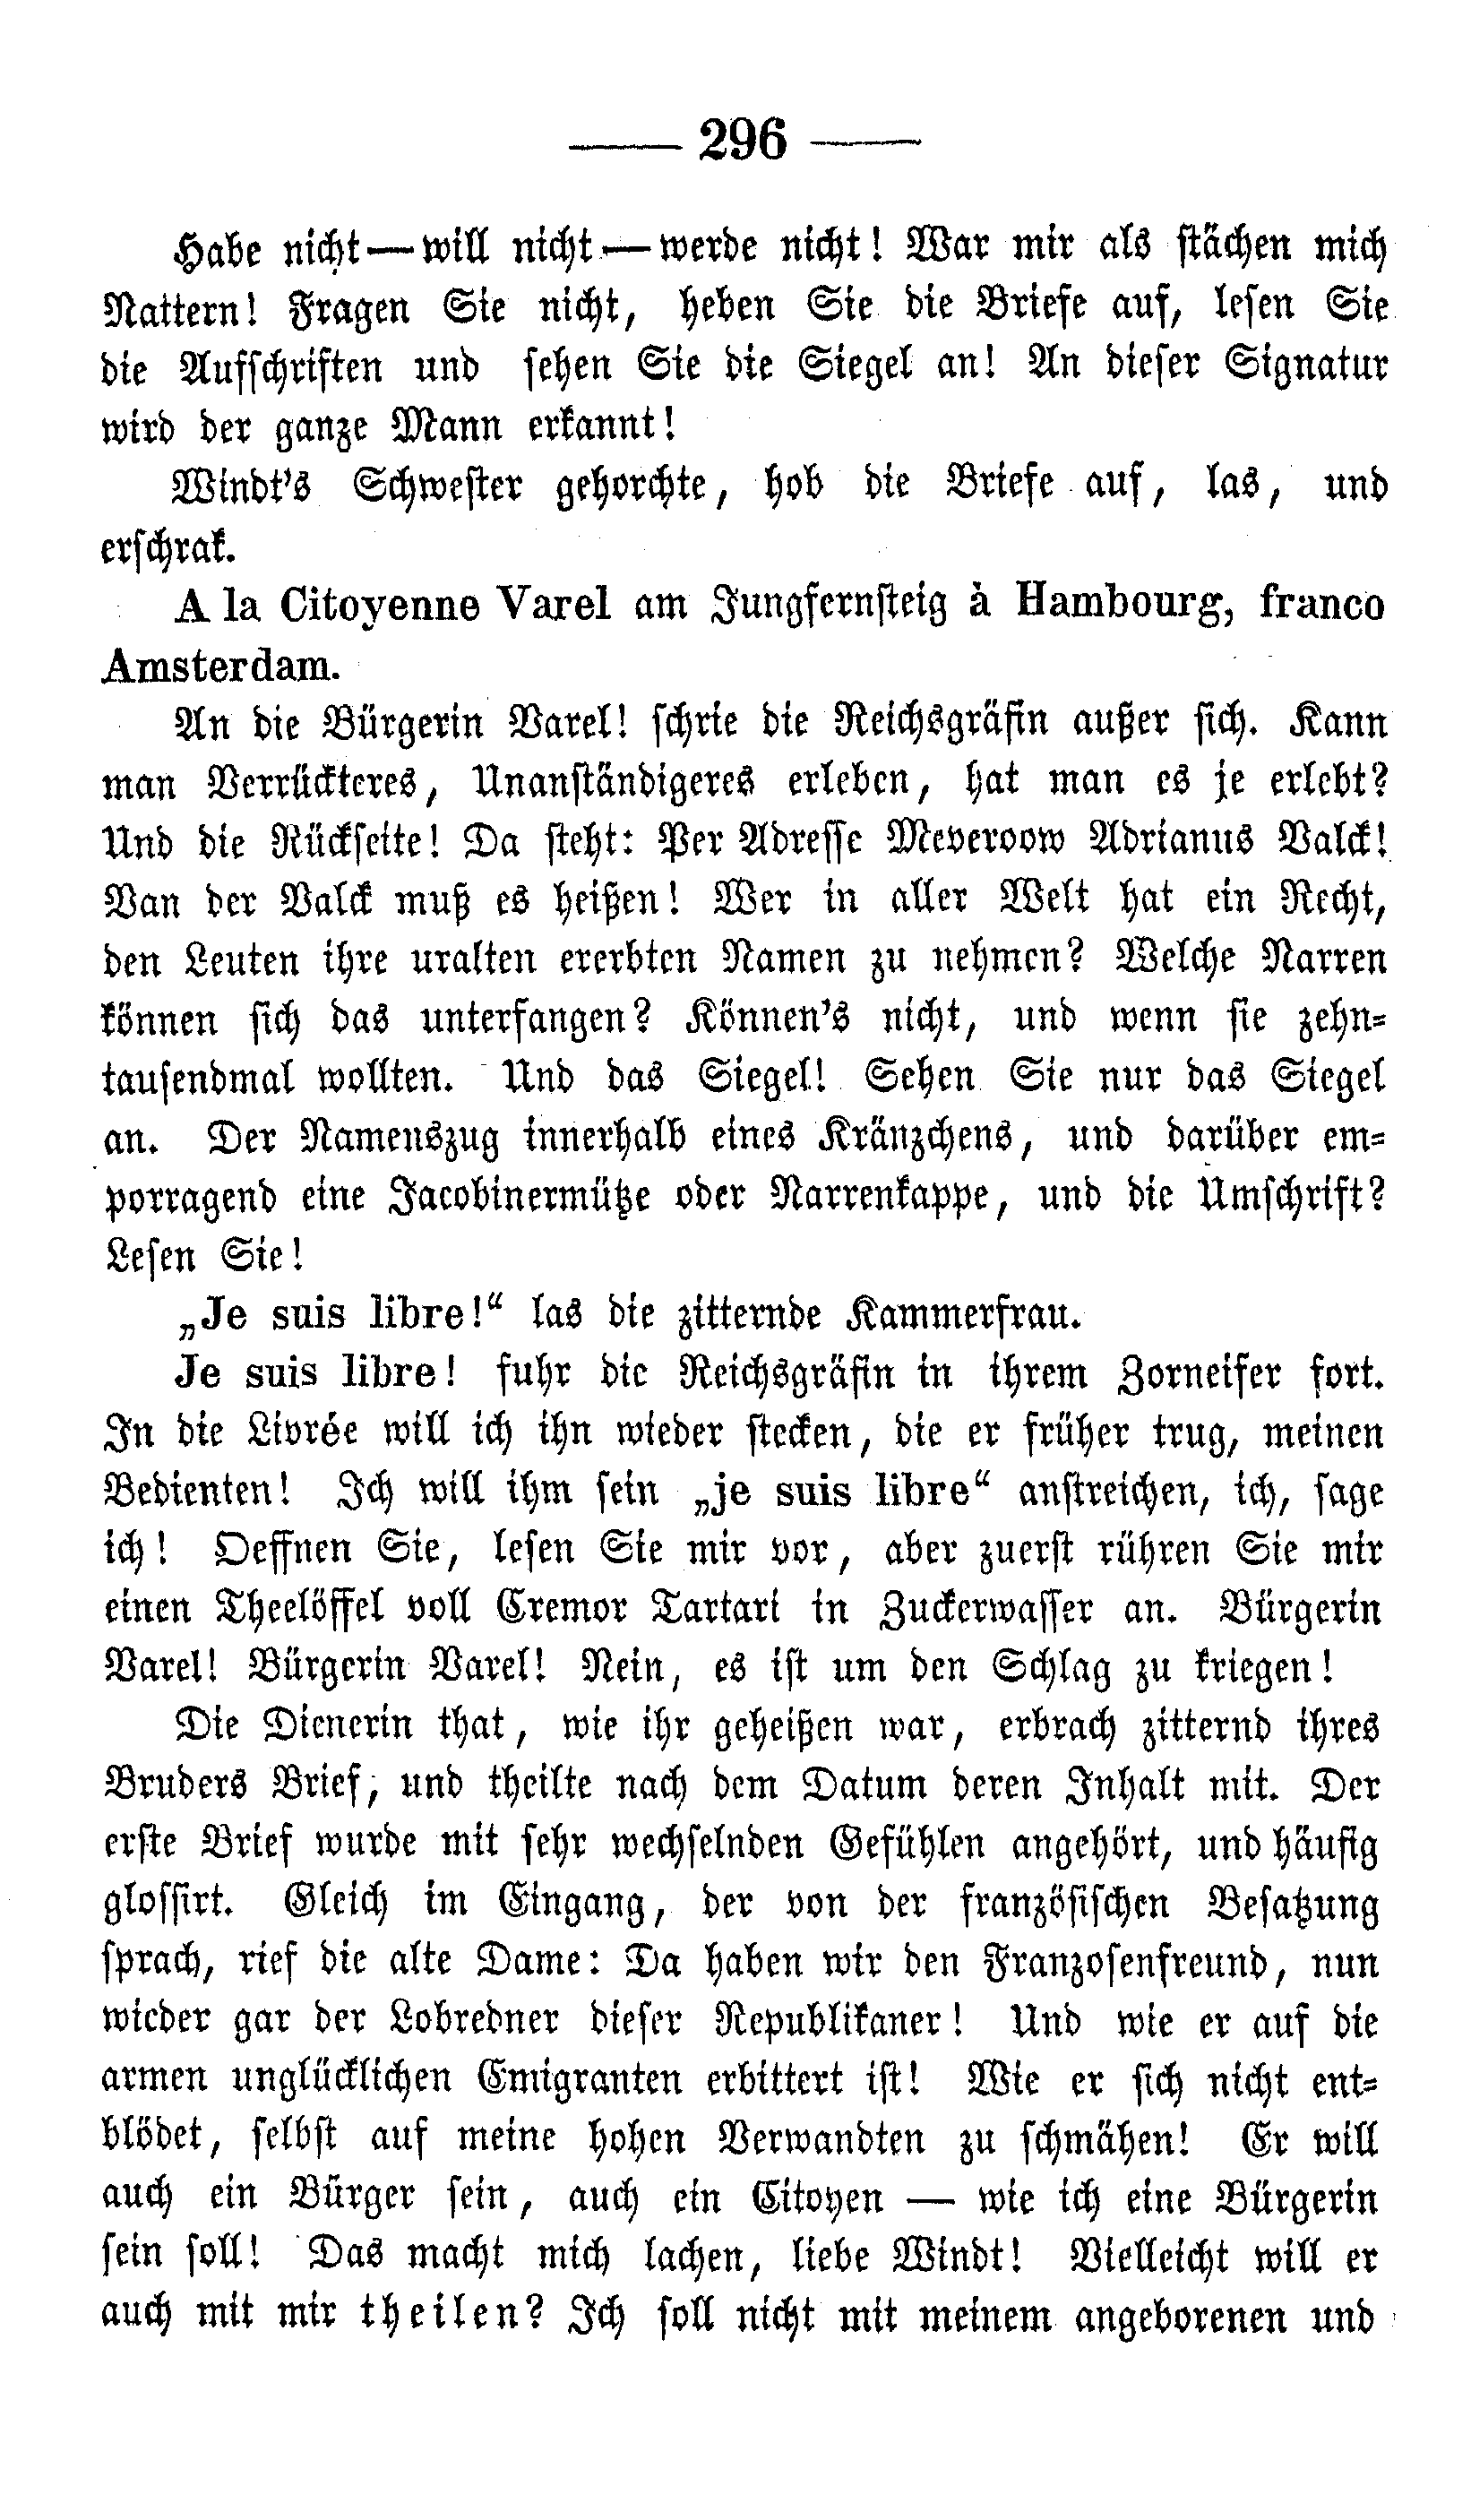 —— 296 ——
Habe nicht — will nicht — werde nicht! War mir als stächen mich
Nattern! Fragen Sie nicht, heben Sie die Briefe auf, lesen Sie
die Aufschriften und sehen Sie die Siegel an! An dieser Signatur
wird der ganze Mann erkannt!
Windt's Schwester gehorchte, hob die Briefe auf, las, und
erschrak.
A la Citoyenne Varel am Jungfernsteig à Hambourg, franco
Amsterdam.
An die Bürgerin Varel! schrie die Reichsgräfin außer sich. Kann
man Verrückteres, Unanständigeres erleben, hat man es je erlebt?
Und die Rückseite! Da steht: Per Adresse Meveroow Adrianus Valck!
Van der Valck muß es heißen! Wer in aller Welt hat ein Recht,
den Leuten ihre uralten ererbten Namen zu nehmen? Welche Narren
können sich das unterfangen? Können's nicht, und wenn sie zehn-
tausendmal wollten. Und das Siegel! Sehen Sie nur das Siegel
an. Der Namenszug innerhalb eines Kränzchens, und darüber em-
porragend eine Jacobinermütze oder Narrenkappe, und die Umschrift?
Lesen Sie!
„Je suis libre!“ las die zitternde Kammerfrau.
Je suis libre! fuhr die Reichsgräfin in ihrem Zorneifer fort.
In die Livrée will ich ihn wieder stecken, die er früher trug, meinen
Bedienten! Ich will ihm sein „je suis libre“ anstreichen, ich, sage
ich! Oeffnen Sie, lesen Sie mir vor, aber zuerst rühren Sie mir
einen Theelöffel voll Cremor Tartari in Zuckerwasser an. Bürgerin
Varel! Bürgerin Varel! Nein, es ist um den Schlag zu kriegen!
Die Dienerin that, wie ihr geheißen war, erbrach zitternd ihres
Bruders Brief, und theilte nach dem Datum deren Inhalt mit. Der
erste Brief wurde mit sehr wechselnden Gefühlen angehört, und häufig
glossirt. Gleich im Eingang, der von der französischen Besatzung
sprach, rief die alte Dame: Da haben wir den Franzosenfreund, nun
wieder gar der Lobredner dieser Republikaner! Und wie er auf die
armen unglücklichen Emigranten erbittert ist! Wie er sich nicht ent-
blödet, selbst auf meine hohen Verwandten zu schmähen! Er will
auch ein Bürger sein, auch ein Citoyen — wie ich eine Bürgerin
sein soll! Das macht mich lachen, liebe Windt! Vielleicht will er
auch mit mir theilen? Ich soll nicht mit meinem angeborenen und